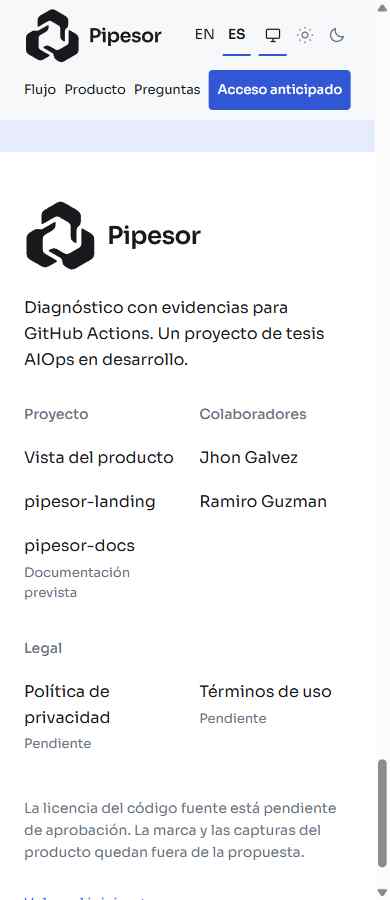 Pipesor
EN ES
Flujo Producto Preguntas Acceso anticipado
Pipesor
Diagnóstico con evidencias para
GitHub Actions. Un proyecto de tesis
AIOps en desarrollo.
Proyecto
Vista del producto
pipesor-landing
pipesor-docs
Documentación
prevista
Colaboradores
Jhon Galvez
Ramiro Guzman
Legal
Política de
privacidad
Pendiente
Términos de uso
Pendiente
La licencia del código fuente está pendiente
de aprobación. La marca y las capturas del
producto quedan fuera de la propuesta.